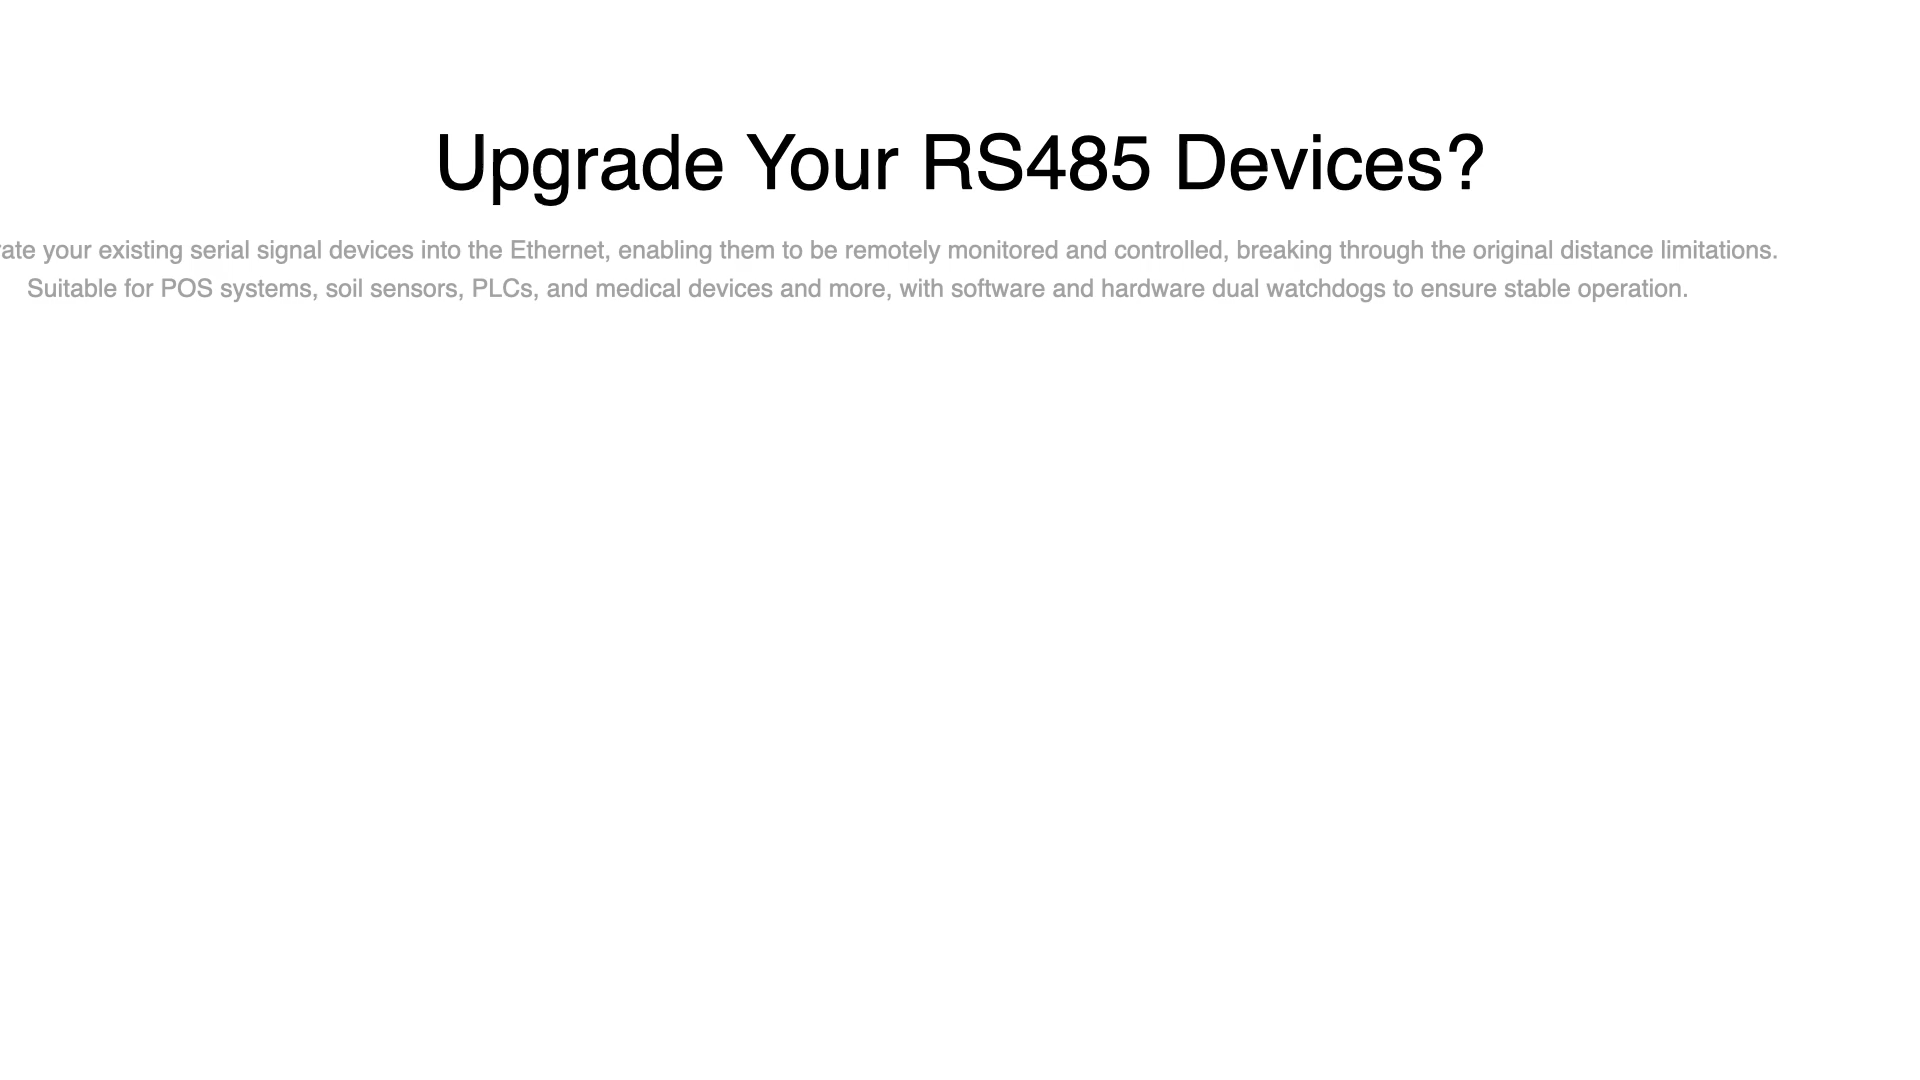 Upgrade Your RS485 Devices?
your existing serial signal devices into the Ethernet, enabling them to be remotely monitored and controlled, breaking through the original distance limitations.
Suitable for POS systems, soil sensors, PLCs, and medical devices and more, with software and hardware dual watchdogs to ensure stable operation.